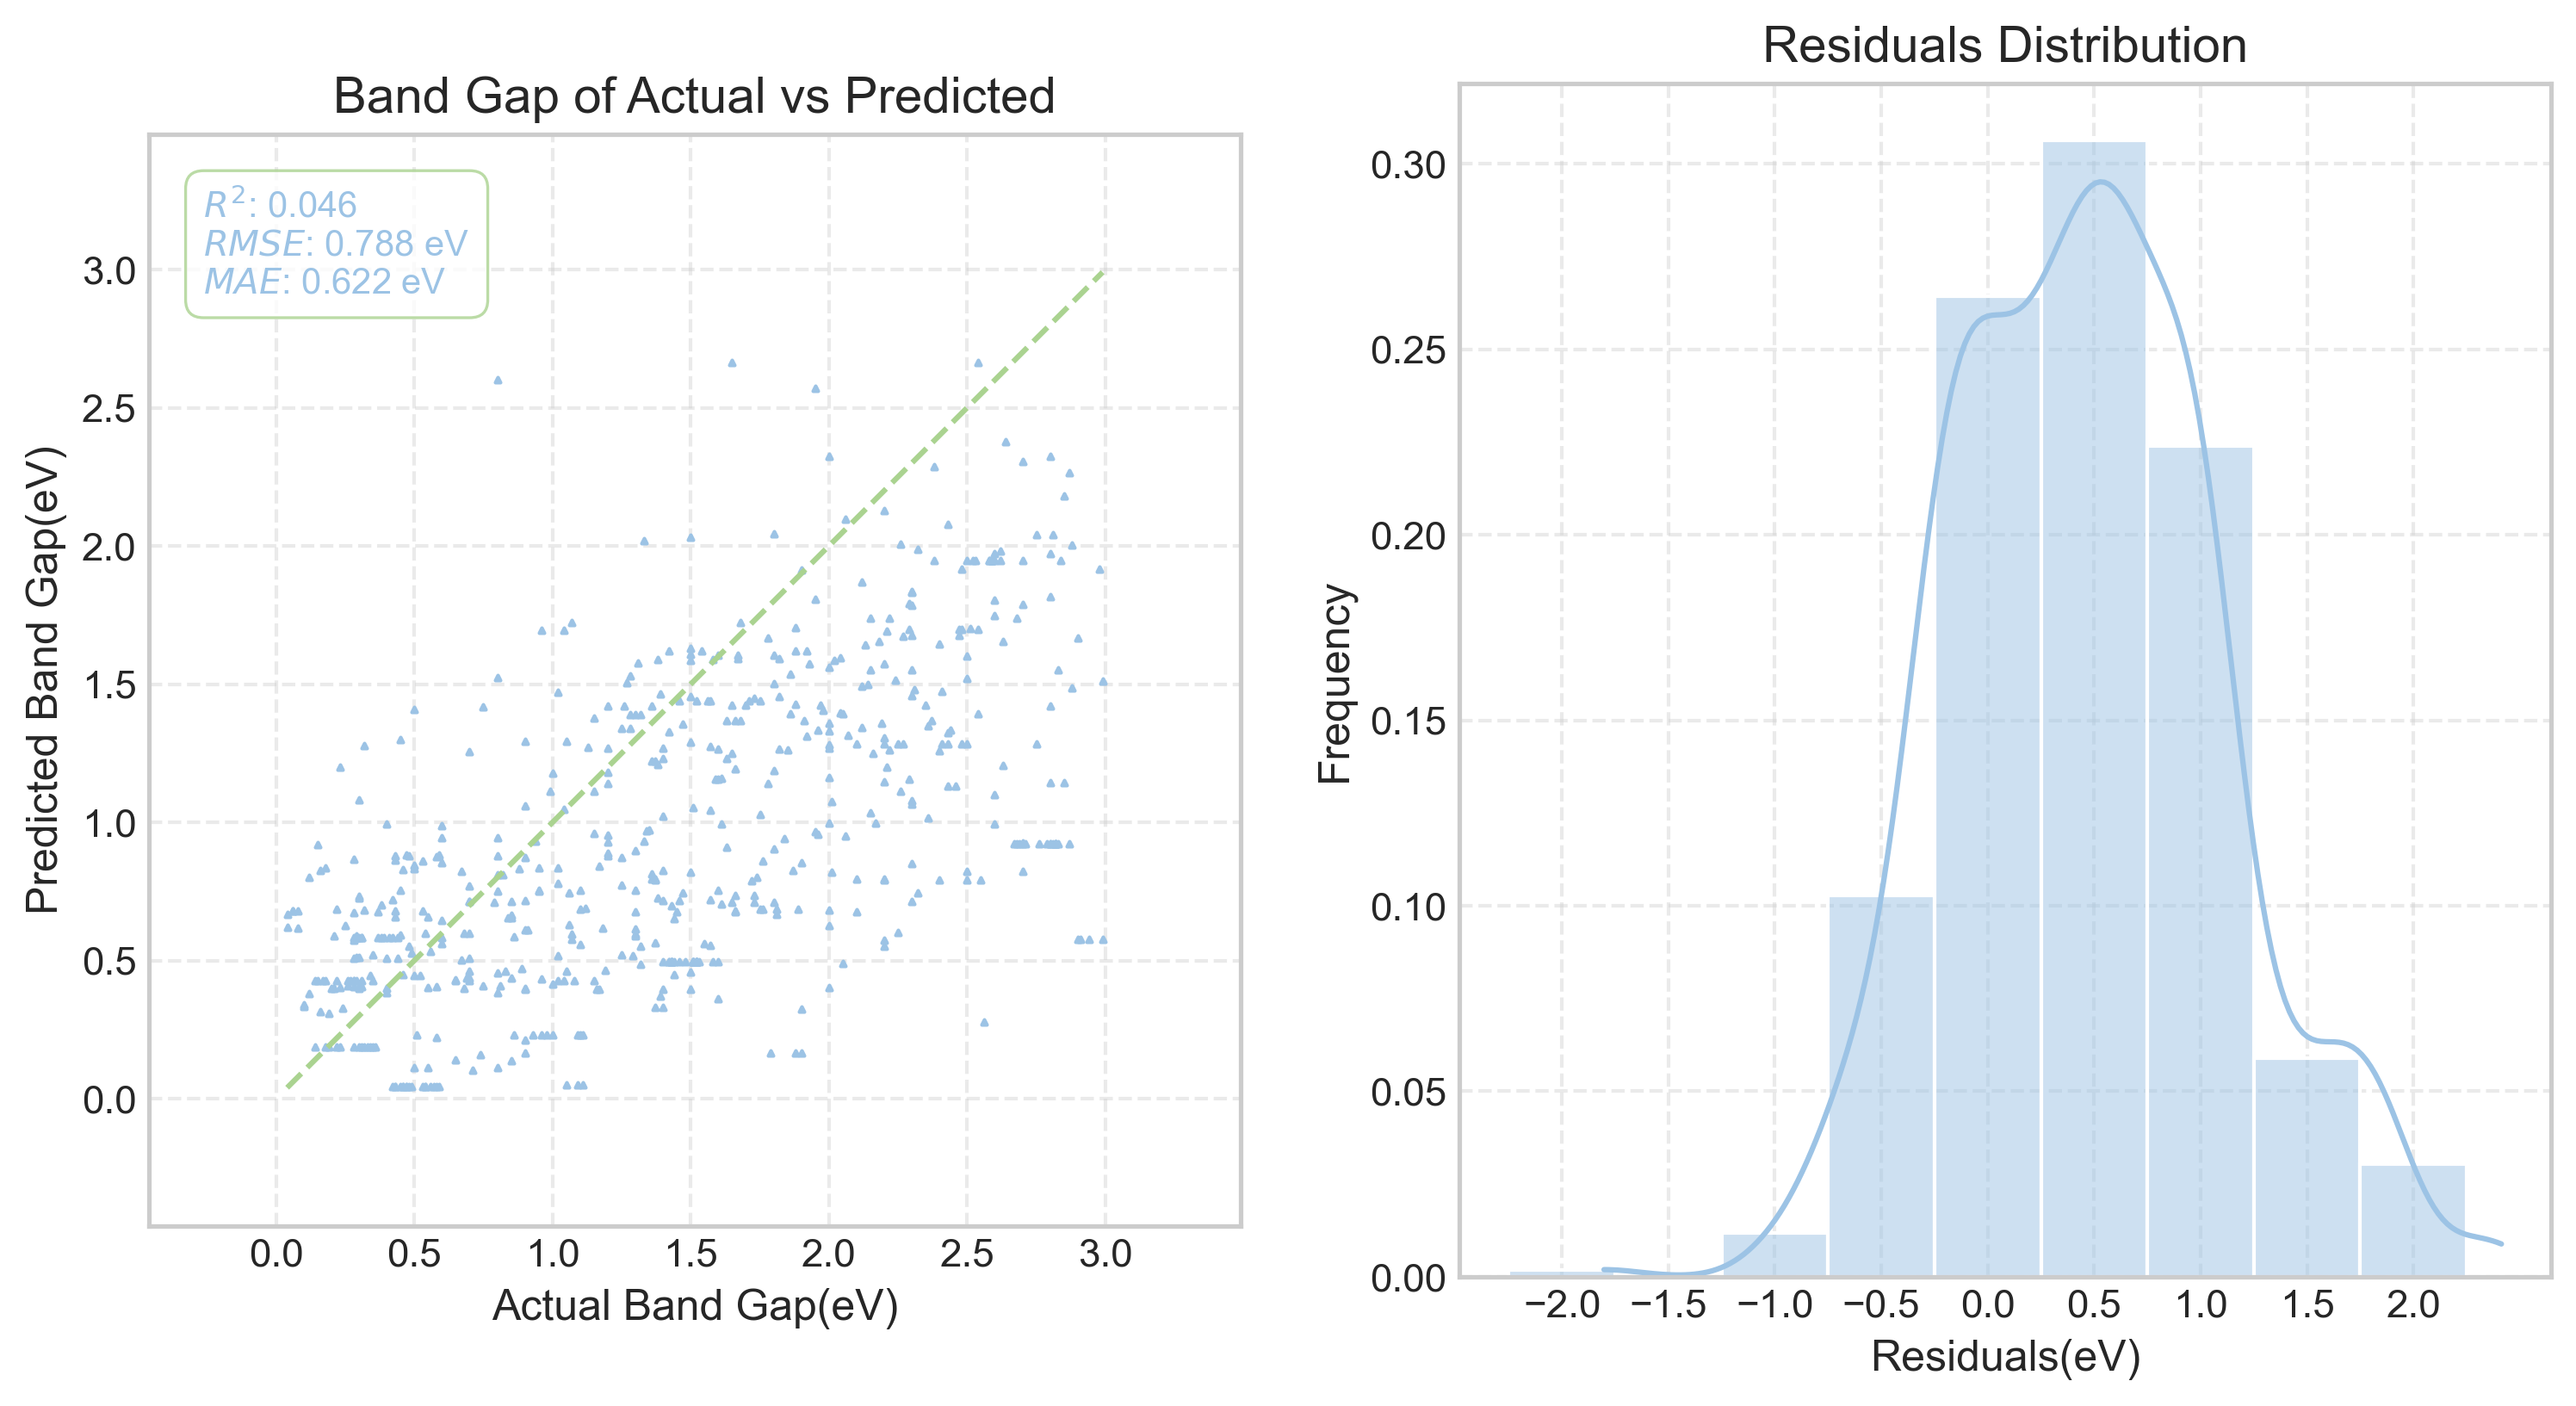 Band Gap of Actual vs Predicted
R²: 0.046
RMSE: 0.788 eV
MAE: 0.622 eV
Predicted Band Gap(eV)
3.0
2.5
2.0
1.5
1.0
0.5
0.0
0.0 0.5 1.0 1.5 2.0 2.5 3.0
Actual Band Gap(eV)
Residuals Distribution
Frequency
0.30
0.25
0.20
0.15
0.10
0.05
0.00
−2.0 −1.5 −1.0 −0.5 0.0 0.5 1.0 1.5 2.0
Residuals(eV)